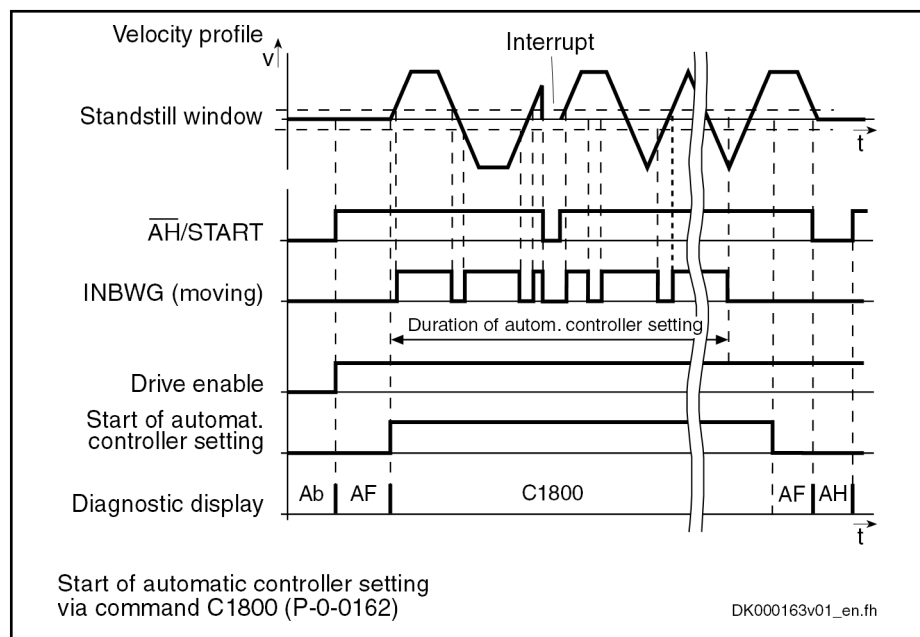 Velocity profile
v
Interrupt
Standstill window
t
A̅H̅/START
INBWG (moving)
Duration of autom. controller setting
Drive enable
Start of automat.
controller setting
Diagnostic display
Ab AF C1800 AF AH
t
Start of automatic controller setting
via command C1800 (P-0-0162)
DK000163v01_en.fh